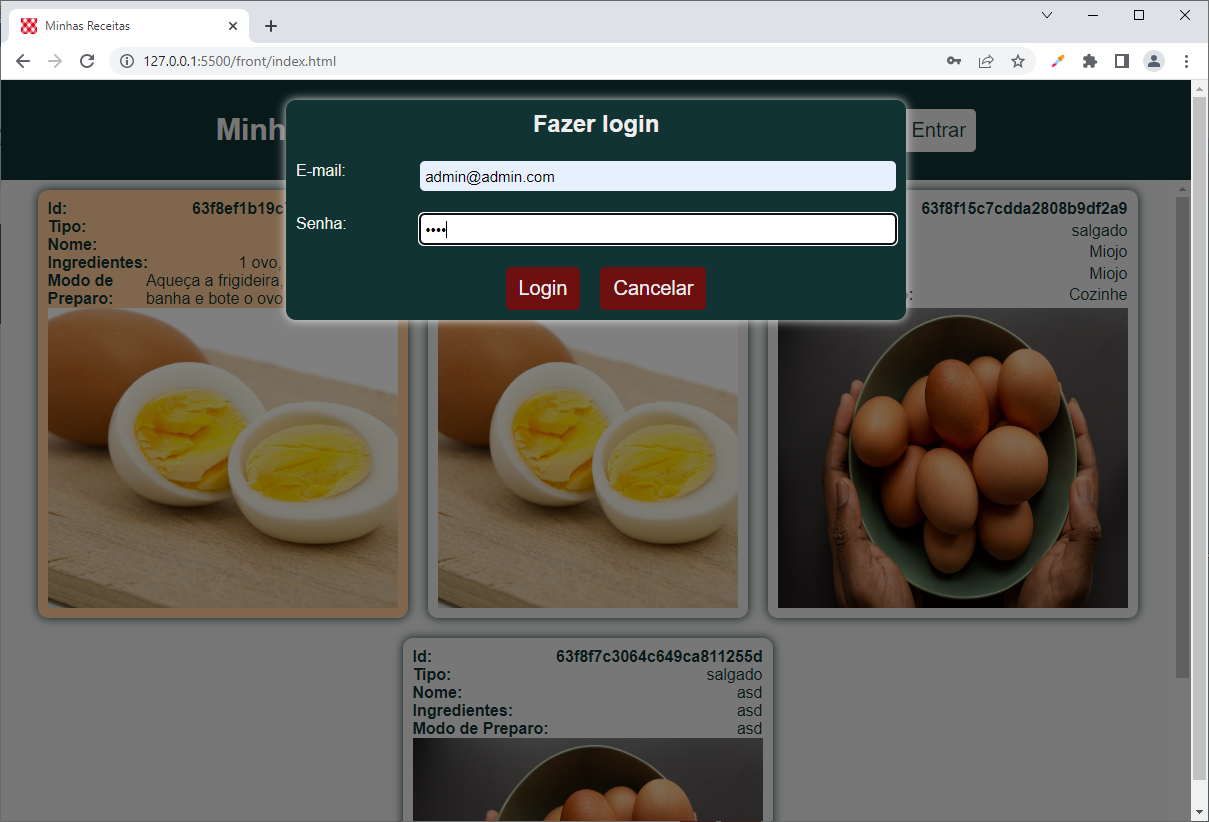 Minhas Receitas
127.0.0.1:5500/front/index.html
Minh
Entrar
Fazer login
E-mail:
admin@admin.com
Senha:
••••
Login
Cancelar
Id: 63f8ef1b19c
Tipo:
Nome:
Ingredientes: 1 ovo,
Modo de Preparo: Aqueça a frigideira,
banha e bote o ovo
63f8f15c7cdda2808b9df2a9
salgado
Miojo
Miojo
Cozinhe
Id: 63f8f7c3064c649ca811255d
Tipo: salgado
Nome: asd
Ingredientes: asd
Modo de Preparo: asd